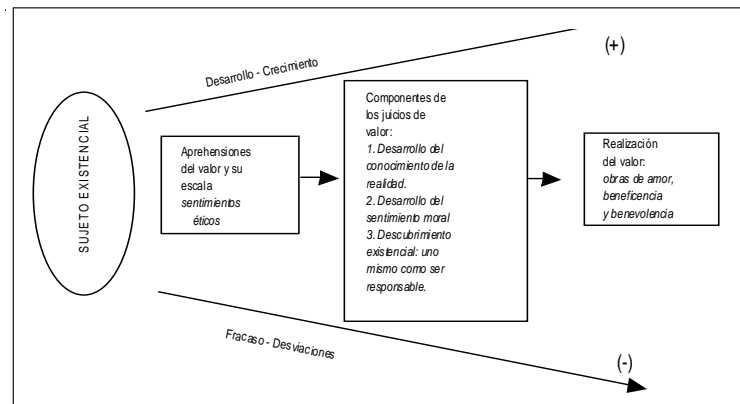 Desarrollo - Crecimiento
(+)
SUJETO EXISTENCIAL
Aprehensiones
del valor y su
escala
sentimientos
éticos
Componentes de
los juicios de
valor:
1. Desarrollo del
conocimiento de la
realidad.
2. Desarrollo del
sentimiento moral
3. Descubrimiento
existencial: uno
mismo como ser
responsable.
Realización
del valor:
obras de amor,
beneficencia
y benevolencia
Fracaso - Desviaciones
(-)